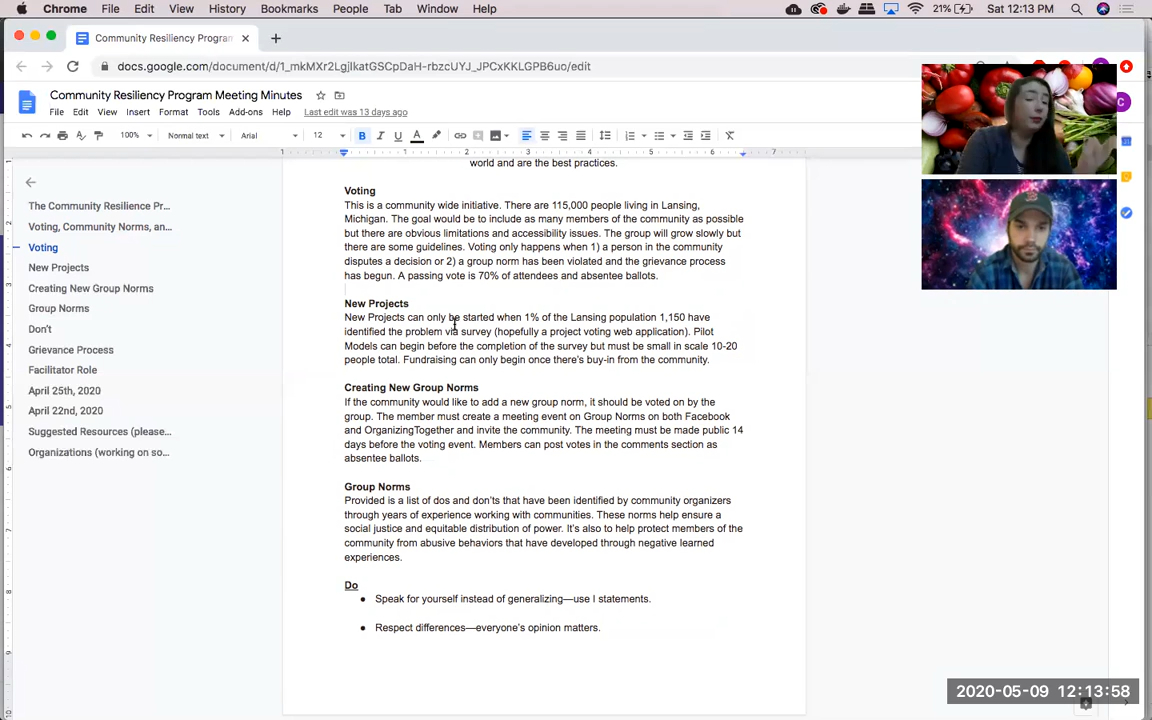 Chrome File Edit View History Bookmarks People Tab Window Help 21% Sat 12:13 PM
Community Resiliency Program
docs.google.com/document/d/1_mkMXr2LgjIkatGSCpDaH-rbzcUYJ_JPCxKKLGPB6uo/edit
Community Resiliency Program Meeting Minutes
File Edit View Insert Format Tools Add-ons Help Last edit was 13 days ago
100% Normal text Arial 12 B I U A
1 1 2 3 4 5 6 7
world and are the best practices.
The Community Resilience Pr...
Voting, Community Norms, an...
Voting
New Projects
Creating New Group Norms
Group Norms
Don't
Grievance Process
Facilitator Role
April 25th, 2020
April 22nd, 2020
Suggested Resources (please...
Organizations (working on so...
Voting
This is a community wide initiative. There are 115,000 people living in Lansing,
Michigan. The goal would be to include as many members of the community as possible
but there are obvious limitations and accessibility issues. The group will grow slowly but
there are some guidelines. Voting only happens when 1) a person in the community
disputes a decision or 2) a group norm has been violated and the grievance process
has begun. A passing vote is 70% of attendees and absentee ballots.
New Projects
New Projects can only be started when 1% of the Lansing population 1,150 have
identified the problem via survey (hopefully a project voting web application). Pilot
Models can begin before the completion of the survey but must be small in scale 10-20
people total. Fundraising can only begin once there's buy-in from the community.
Creating New Group Norms
If the community would like to add a new group norm, it should be voted on by the
group. The member must create a meeting event on Group Norms on both Facebook
and OrganizingTogether and invite the community. The meeting must be made public 14
days before the voting event. Members can post votes in the comments section as
absentee ballots.
Group Norms
Provided is a list of dos and don'ts that have been identified by community organizers
through years of experience working with communities. These norms help ensure a
social justice and equitable distribution of power. It's also to help protect members of the
community from abusive behaviors that have developed through negative learned
experiences.
Do
● Speak for yourself instead of generalizing—use I statements.
● Respect differences—everyone's opinion matters.
C
2020-05-09 12:13:58